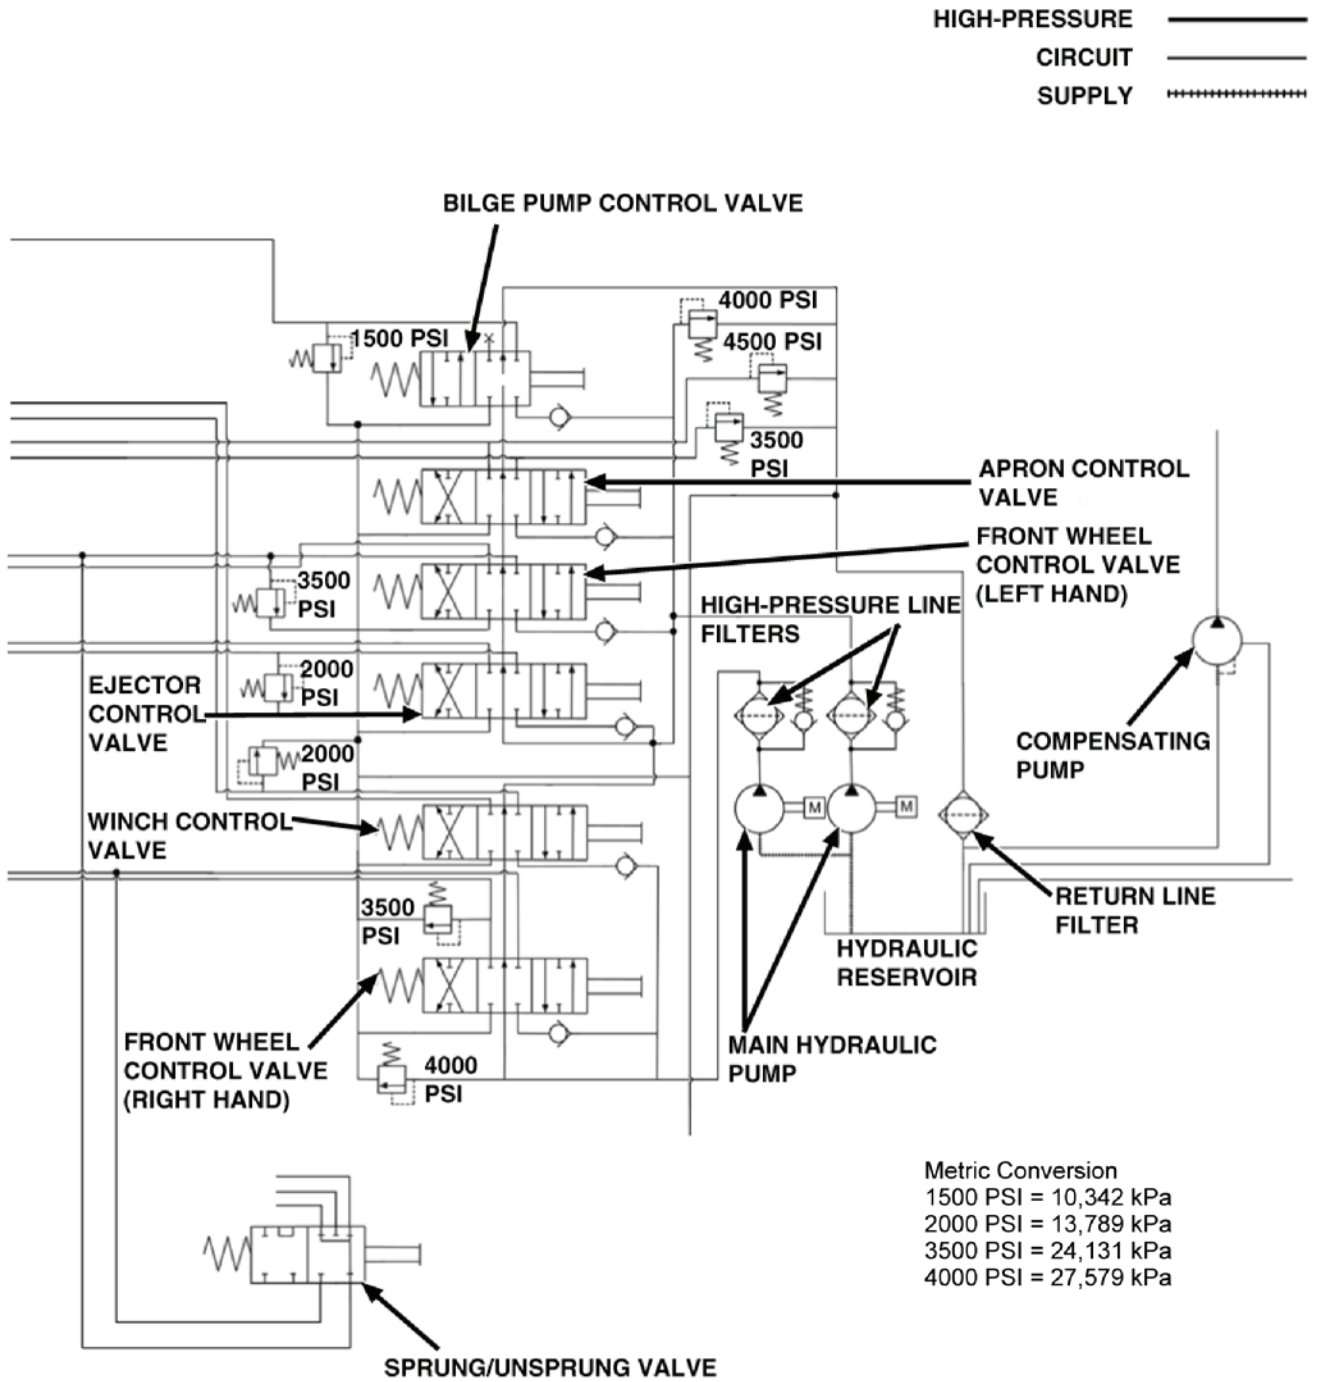 HIGH-PRESSURE
CIRCUIT
SUPPLY
BILGE PUMP CONTROL VALVE
4000 PSI
1500 PSI
4500 PSI
3500
PSI
APRON CONTROL
VALVE
FRONT WHEEL
CONTROL VALVE
(LEFT HAND)
3500
PSI
HIGH-PRESSURE LINE
FILTERS
2000
PSI
EJECTOR
CONTROL
VALVE
2000
PSI
COMPENSATING
PUMP
M
M
WINCH CONTROL
VALVE
3500
PSI
RETURN LINE
FILTER
HYDRAULIC
RESERVOIR
FRONT WHEEL
CONTROL VALVE
(RIGHT HAND)
4000
PSI
MAIN HYDRAULIC
PUMP
Metric Conversion
1500 PSI = 10,342 kPa
2000 PSI = 13,789 kPa
3500 PSI = 24,131 kPa
4000 PSI = 27,579 kPa
SPRUNG/UNSPRUNG VALVE